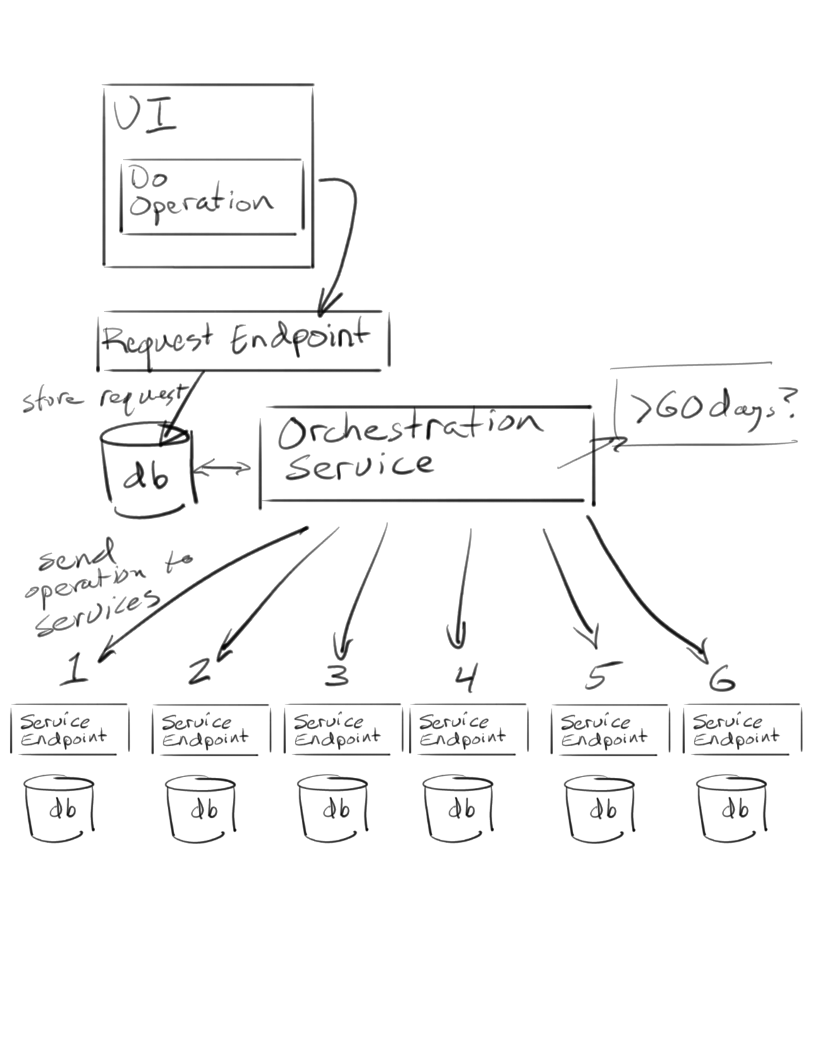 UI
Do
Operation
Request Endpoint
store request
>60 days?
Orchestration
Service
db
send
operation to
services
1 2 3 4 5 6
Service Service Service Service Service Service
Endpoint Endpoint Endpoint Endpoint Endpoint Endpoint
db db db db db db